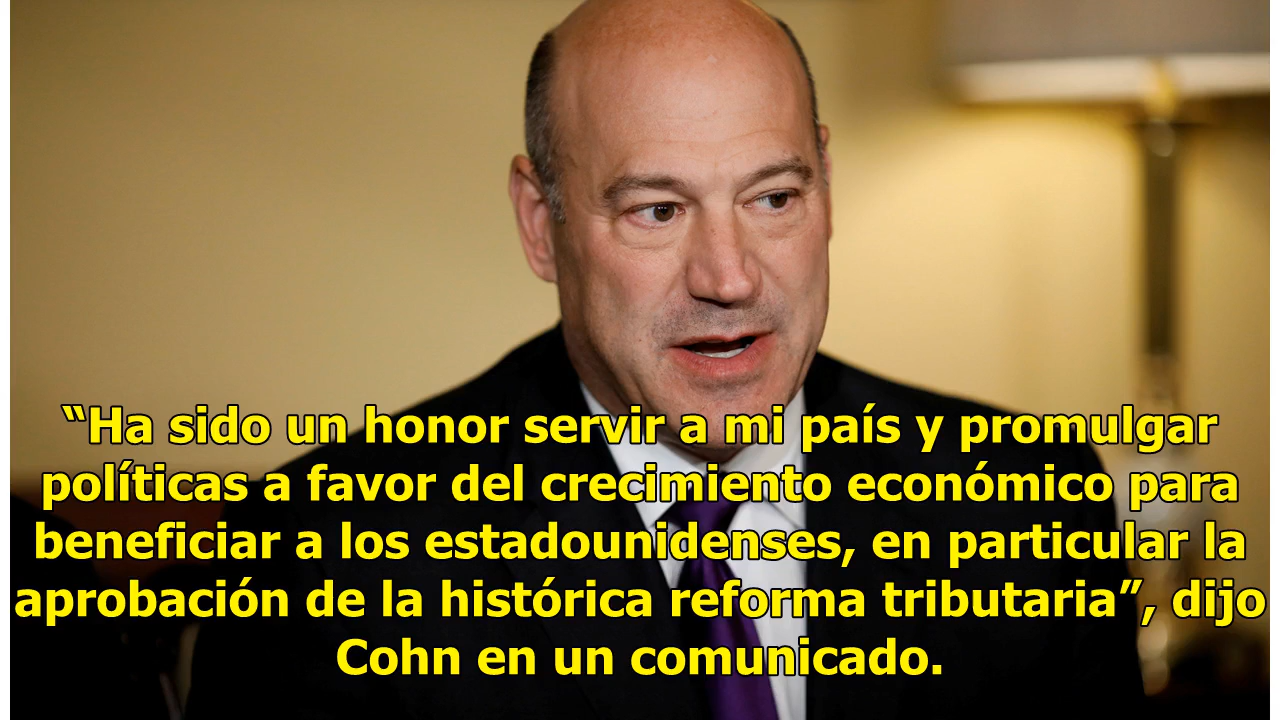 “Ha sido un honor servir a mi país y promulgar
políticas a favor del crecimiento económico para
beneficiar a los estadounidenses, en particular la
aprobación de la histórica reforma tributaria”, dijo
Cohn en un comunicado.